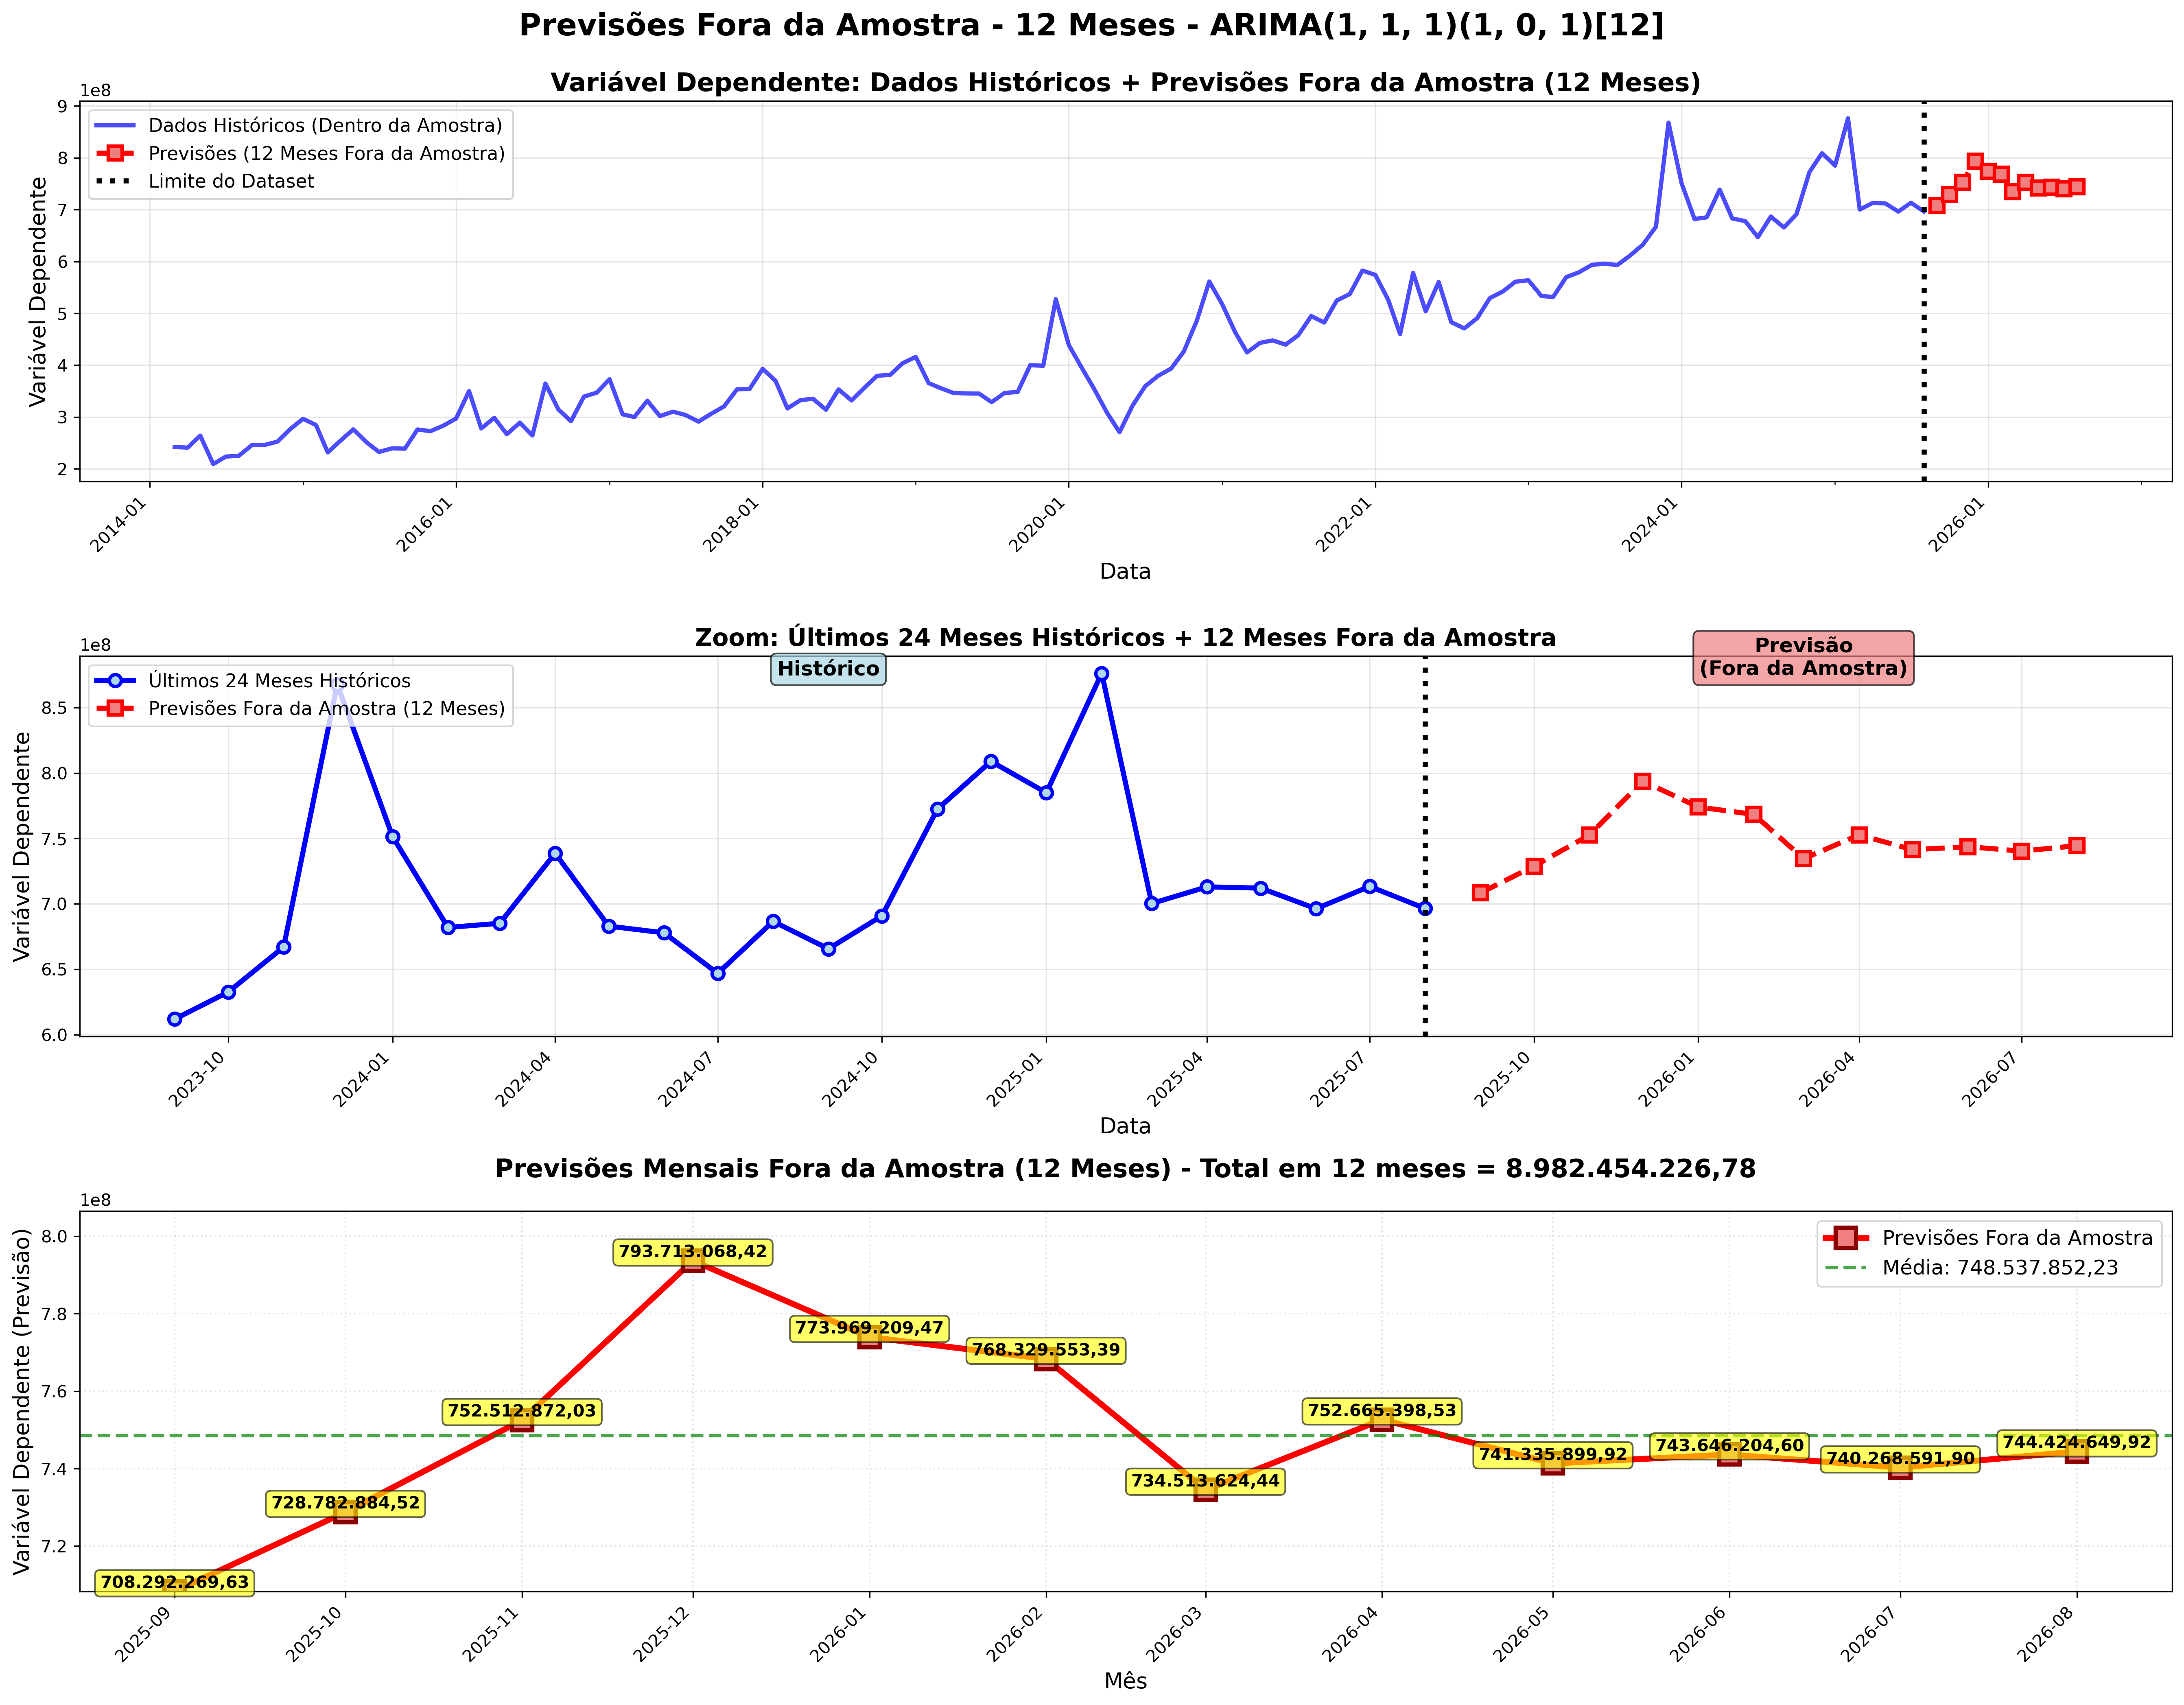 Previsões Fora da Amostra - 12 Meses - ARIMA(1, 1, 1)(1, 0, 1)[12]
Variável Dependente: Dados Históricos + Previsões Fora da Amostra (12 Meses)
1e8
Dados Históricos (Dentro da Amostra)
Previsões (12 Meses Fora da Amostra)
Limite do Dataset
Variável Dependente
9
8
7
6
5
4
3
2
2014-01
2016-01
2018-01
2020-01
2022-01
2024-01
2026-01
Data
Zoom: Últimos 24 Meses Históricos + 12 Meses Fora da Amostra
1e8
Últimos 24 Meses Históricos
Previsões Fora da Amostra (12 Meses)
Histórico
Previsão
(Fora da Amostra)
Variável Dependente
8.5
8.0
7.5
7.0
6.5
6.0
2023-10
2024-01
2024-04
2024-07
2024-10
2025-01
2025-04
2025-07
2025-10
2026-01
2026-04
2026-07
Data
Previsões Mensais Fora da Amostra (12 Meses) - Total em 12 meses = 8.982.454.226,78
1e8
Previsões Fora da Amostra
Média: 748.537.852,23
Variável Dependente (Previsão)
8.0
7.8
7.6
7.4
7.2
708.292.269,63
728.782.884,52
752.512.872,03
793.713.068,42
773.969.209,47
768.329.553,39
734.513.624,44
752.665.398,53
741.335.899,92
743.646.204,60
740.268.591,90
744.424.649,92
2025-09
2025-10
2025-11
2025-12
2026-01
2026-02
2026-03
2026-04
2026-05
2026-06
2026-07
2026-08
Mês